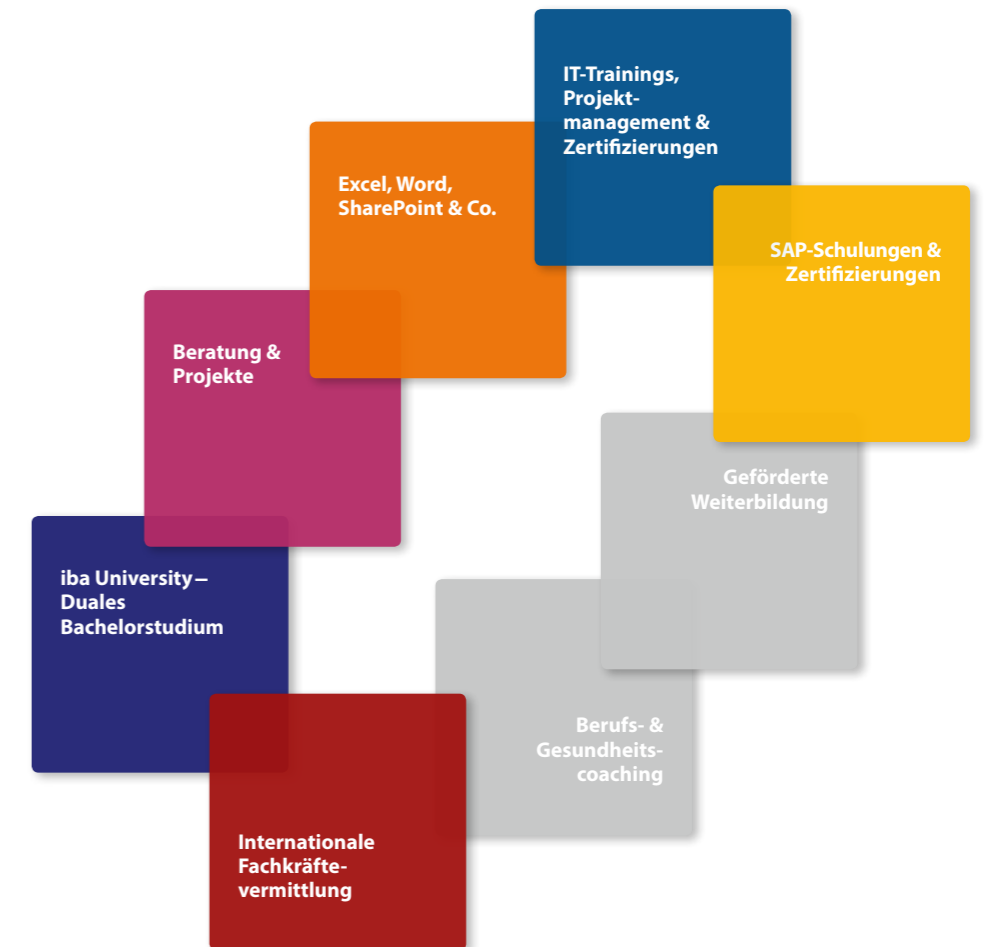 IT-Trainings,
Projekt-
management &
Zertifizierungen
Excel, Word,
SharePoint & Co.
SAP-Schulungen &
Zertifizierungen
Beratung &
Projekte
Geförderte
Weiterbildung
iba University –
Duales
Bachelorstudium
Berufs- &
Gesundheits-
coaching
Internationale
Fachkräfte-
vermittlung